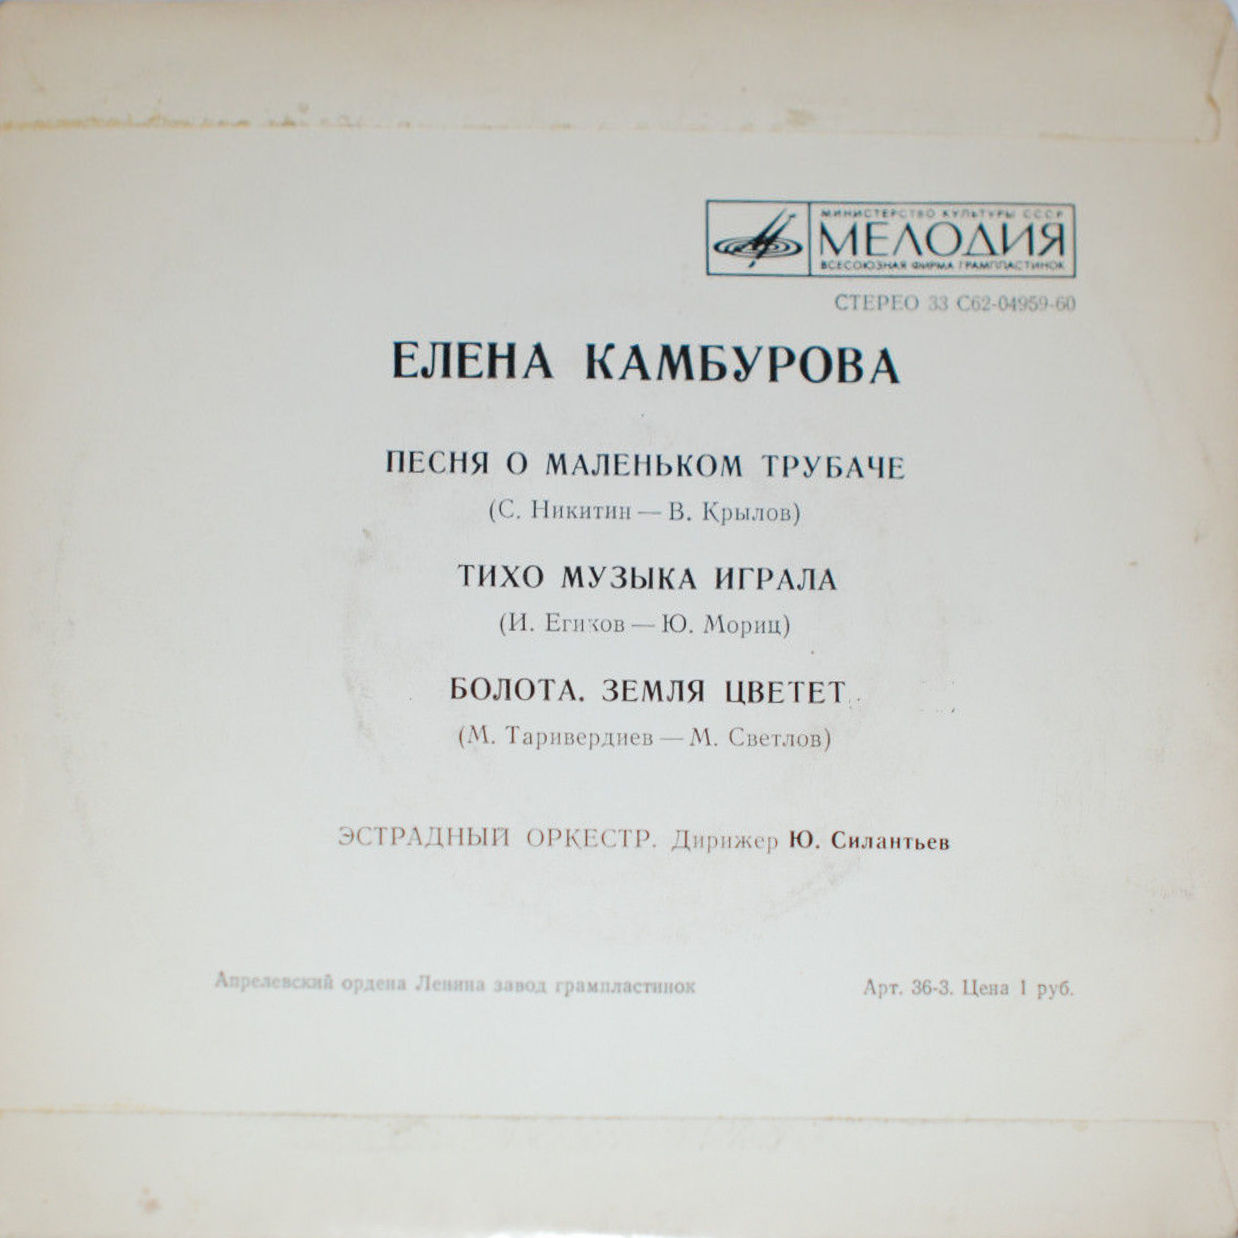 МИНИСТЕРСТВО КУЛЬТУРЫ СССР
МЕЛОДИЯ
ВСЕСОЮЗНАЯ ФИРМА ГРАМПЛАСТИНОК
СТЕРЕО 33 С62-04959-60
ЕЛЕНА КАМБУРОВА
ПЕСНЯ О МАЛЕНЬКОМ ТРУБАЧЕ
(С. Никитин — В. Крылов)
ТИХО МУЗЫКА ИГРАЛА
(И. Егиков — Ю. Мориц)
БОЛОТА. ЗЕМЛЯ ЦВЕТЕТ
(М. Таривердиев — М. Светлов)
ЭСТРАДНЫЙ ОРКЕСТР. Дирижер Ю. Силантьев
Апрелевский ордена Ленина завод грампластинок
Арт. 36-3. Цена 1 руб.